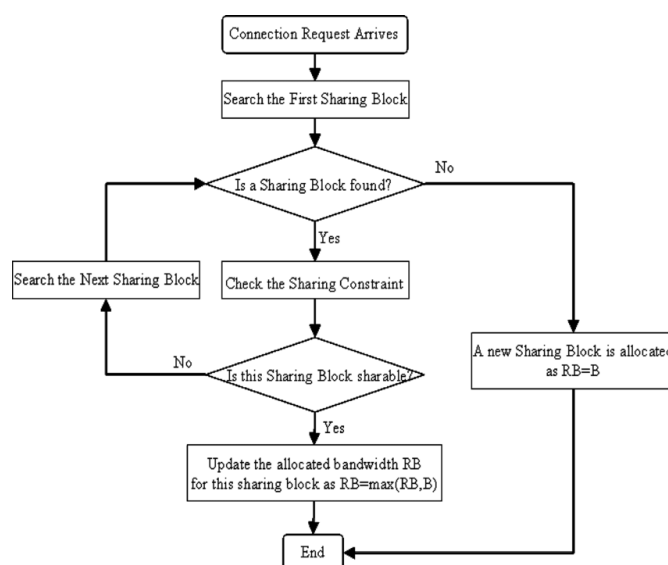 Connection Request Arrives
Search the First Sharing Block
No
Is a Sharing Block found?
Yes
Search the Next Sharing Block
Check the Sharing Constraint
A new Sharing Block is allocated
as RB=B
No
Is this Sharing Block sharable?
Yes
Update the allocated bandwidth RB
for this sharing block as RB=max(RB,B)
End